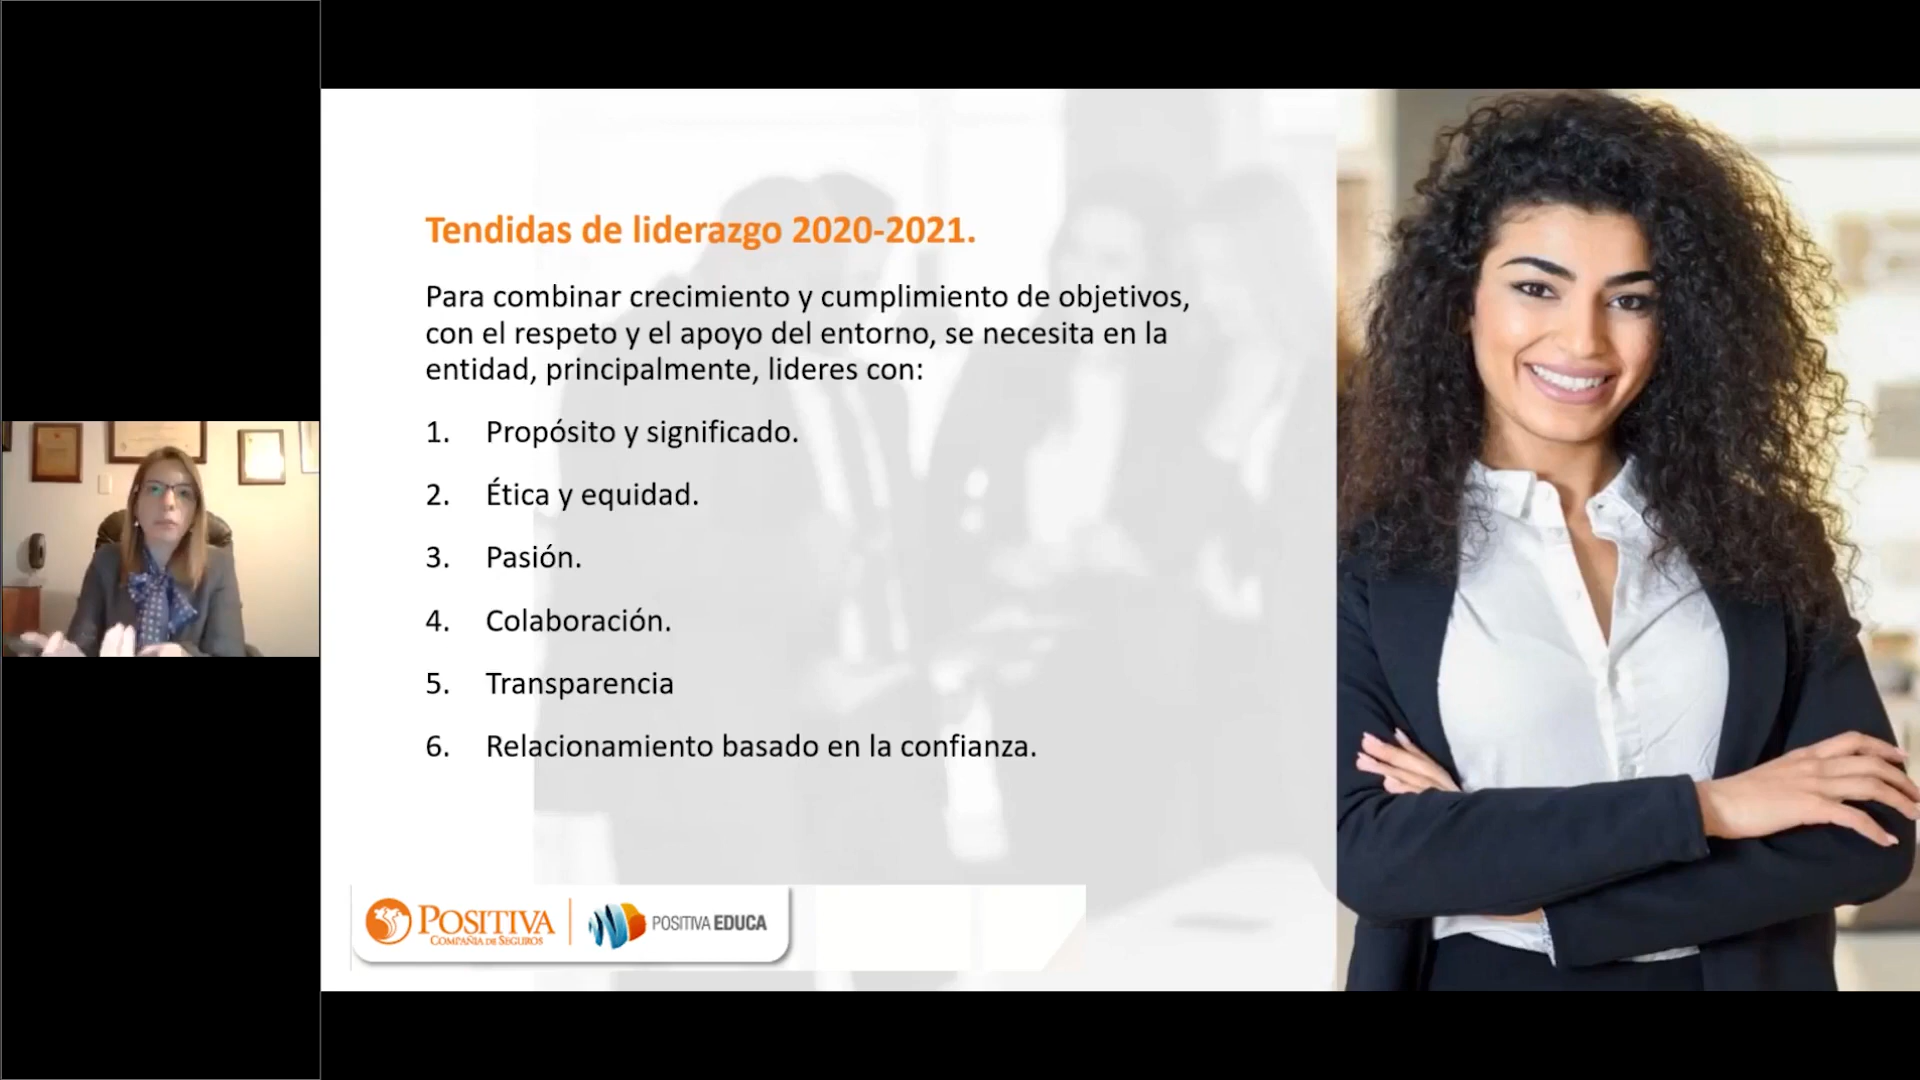 Tendidas de liderazgo 2020-2021.
Para combinar crecimiento y cumplimiento de objetivos,
con el respeto y el apoyo del entorno, se necesita en la
entidad, principalmente, lideres con:
1. Propósito y significado.
2. Ética y equidad.
3. Pasión.
4. Colaboración.
5. Transparencia
6. Relacionamiento basado en la confianza.
POSITIVA
COMPAÑIA DE SEGUROS
POSITIVA EDUCA